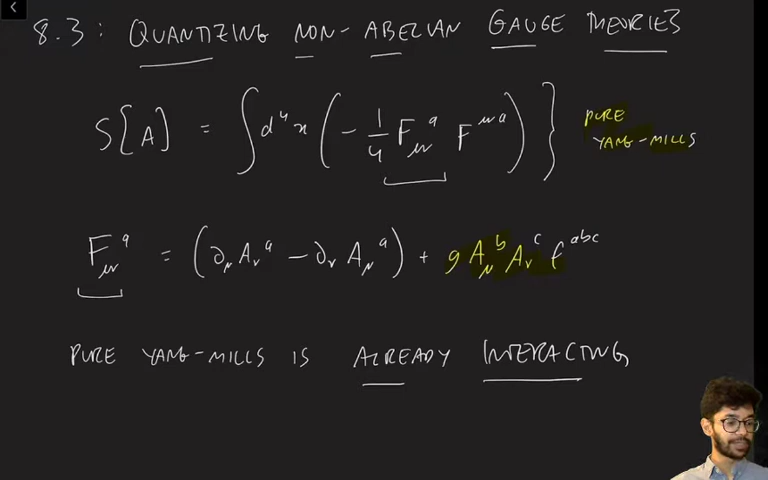 8.3: QUANTIZING NON-ABELIAN GAUGE THEORIES
S[A] = ∫d⁴x(-1/4 F_μν^a F^μνa)} PURE YANG-MILLS
F_μν^a = (∂_μ A_ν^a - ∂_ν A_μ^a) + g A_μ^b A_ν^c f^abc
PURE YANG-MILLS IS ALREADY INTERACTING